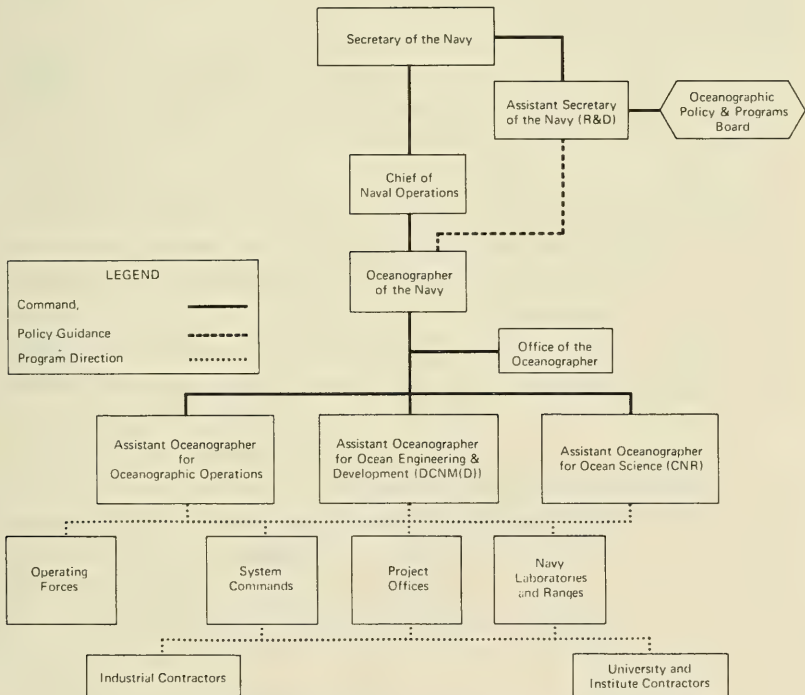 Secretary of the Navy
Assistant Secretary
of the Navy (R&D)
Oceanographic
Policy & Programs
Board
Chief of
Naval Operations
Oceanographer
of the Navy
LEGEND
Command,
Policy Guidance
Program Direction
Office of the
Oceanographer
Assistant Oceanographer
for
Oceanographic Operations
Assistant Oceanographer
for Ocean Engineering &
Development (DCNM(D))
Assistant Oceanographer
for Ocean Science (CNR)
Operating
Forces
System
Commands
Project
Offices
Navy
Laboratories
and Ranges
Industrial Contractors
University and
Institute Contractors